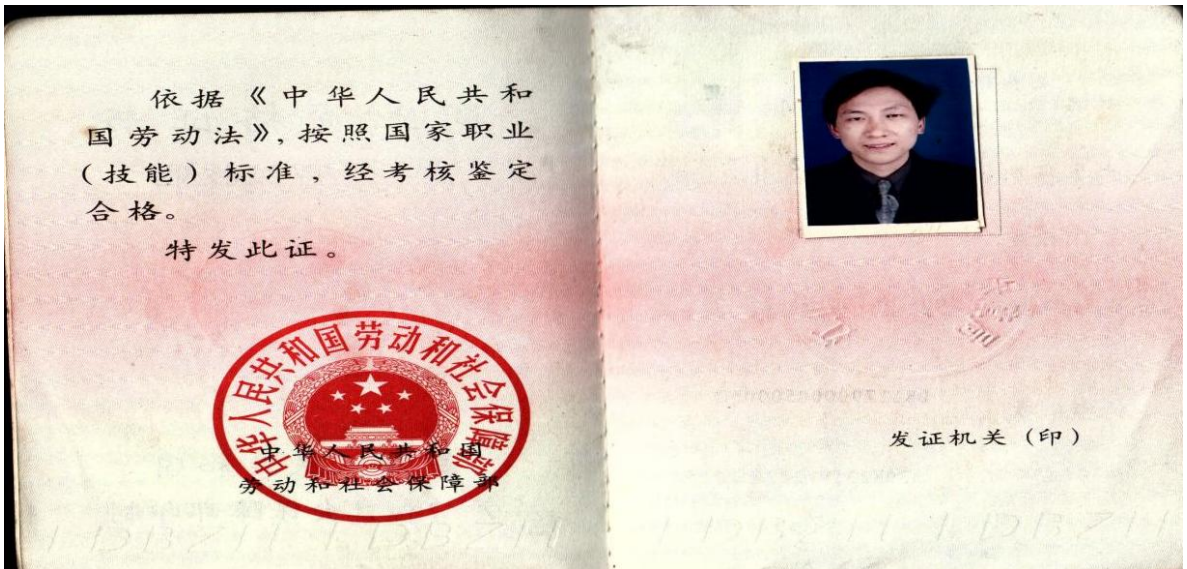 依据《中华人民共和
国劳动法》,按照国家职业
(技能)标准,经考核鉴定
合格。
特发此证。
中华人民共和国劳动和社会保障部
中华人民共和国
劳动和社会保障部
发证机关(印)